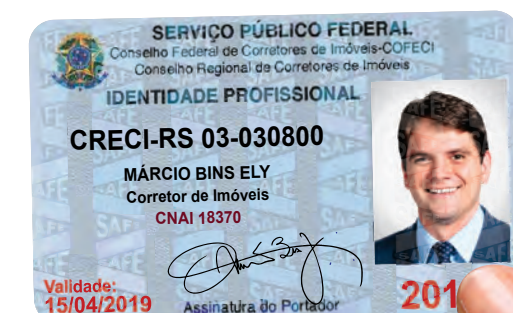 SERVIÇO PÚBLICO FEDERAL
Conselho Federal de Corretores de Imóveis-COFECI
Conselho Regional de Corretores de Imóveis
IDENTIDADE PROFISSIONAL
CRECI-RS 03-030800
MÁRCIO BINS ELY
Corretor de Imóveis
CNAI 18370
Validade:
15/04/2019
Assinatura do Portador
201